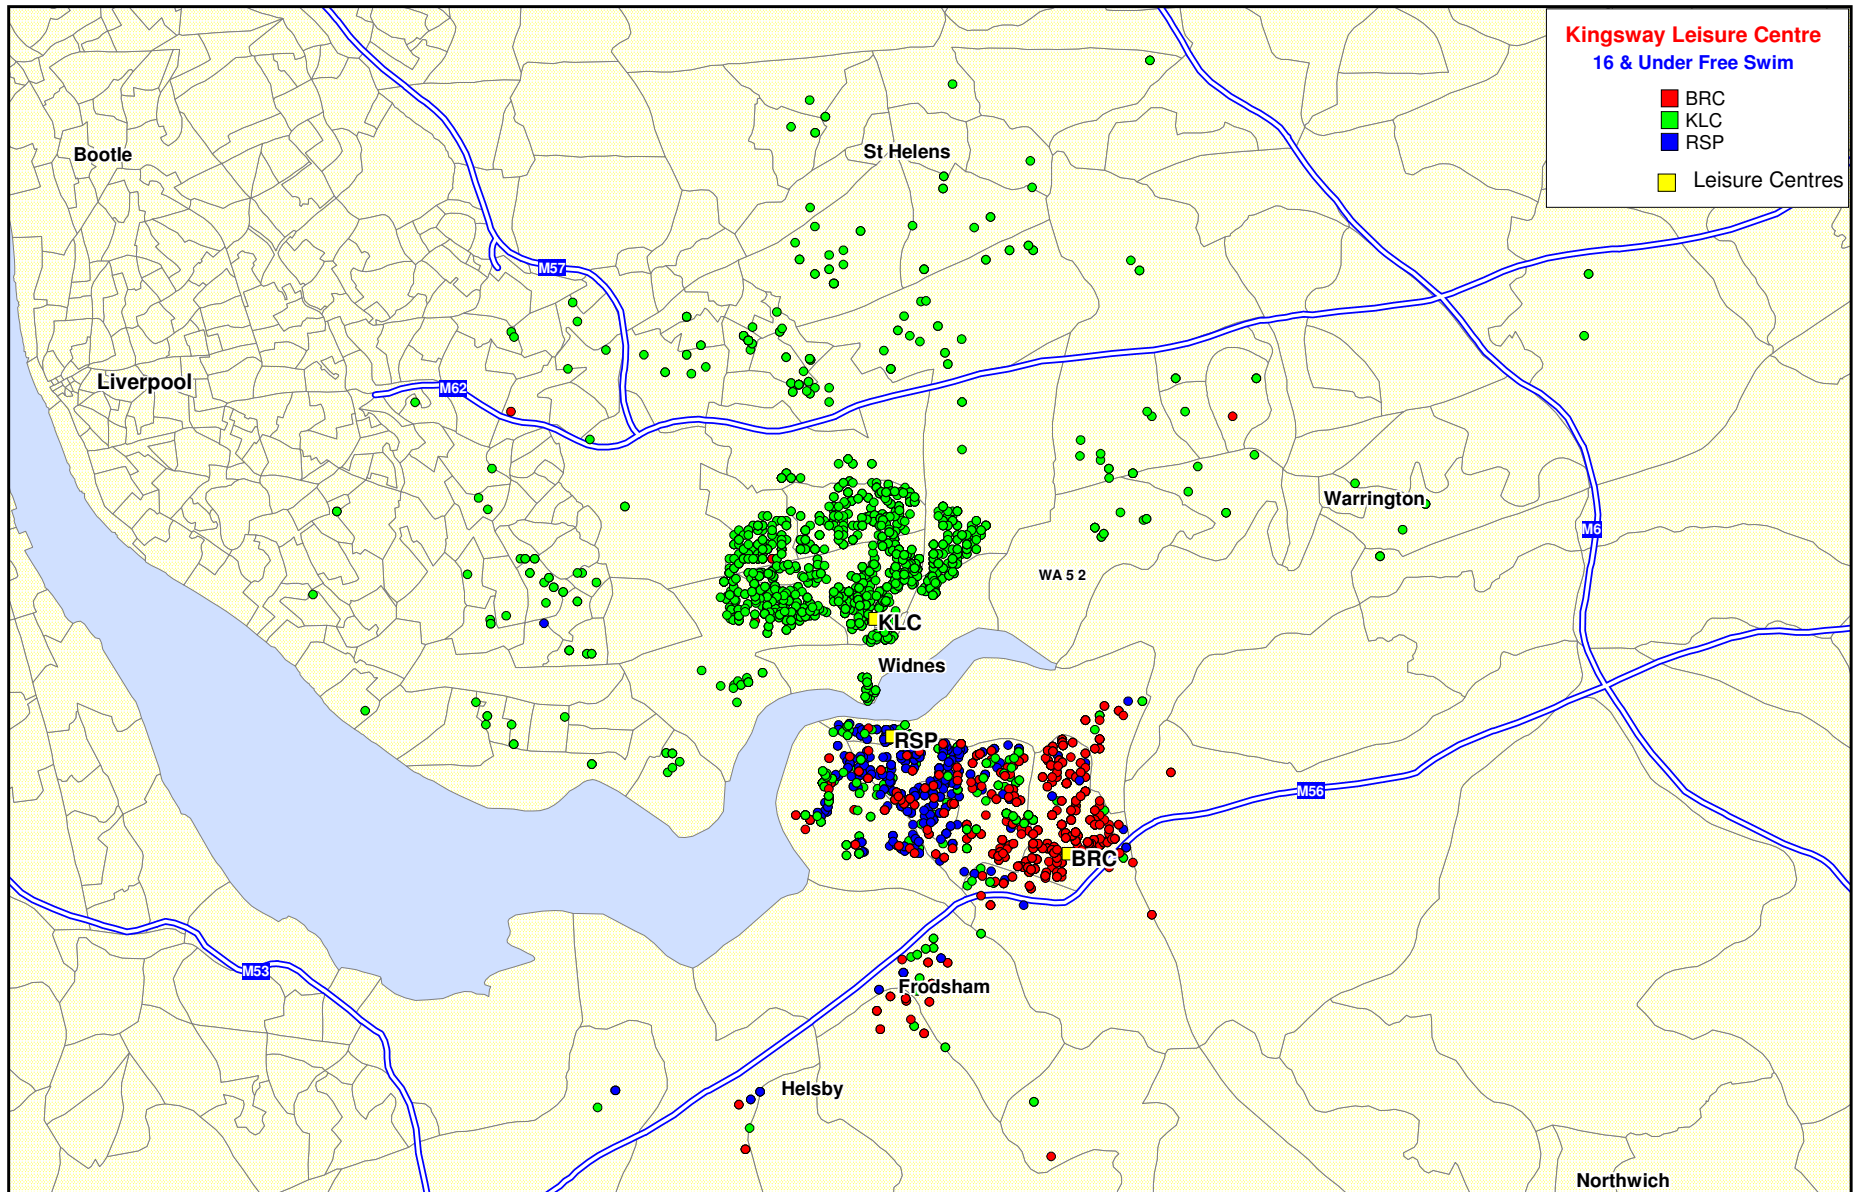 Kingsway Leisure Centre
16 & Under Free Swim
BRC
KLC
RSP
Leisure Centres
Bootle
St Helens
M57
Liverpool
M62
Warrington
M6
WA 5 2
KLC
Widnes
RSP
M56
BRC
M53
Frodsham
Helsby
Northwich